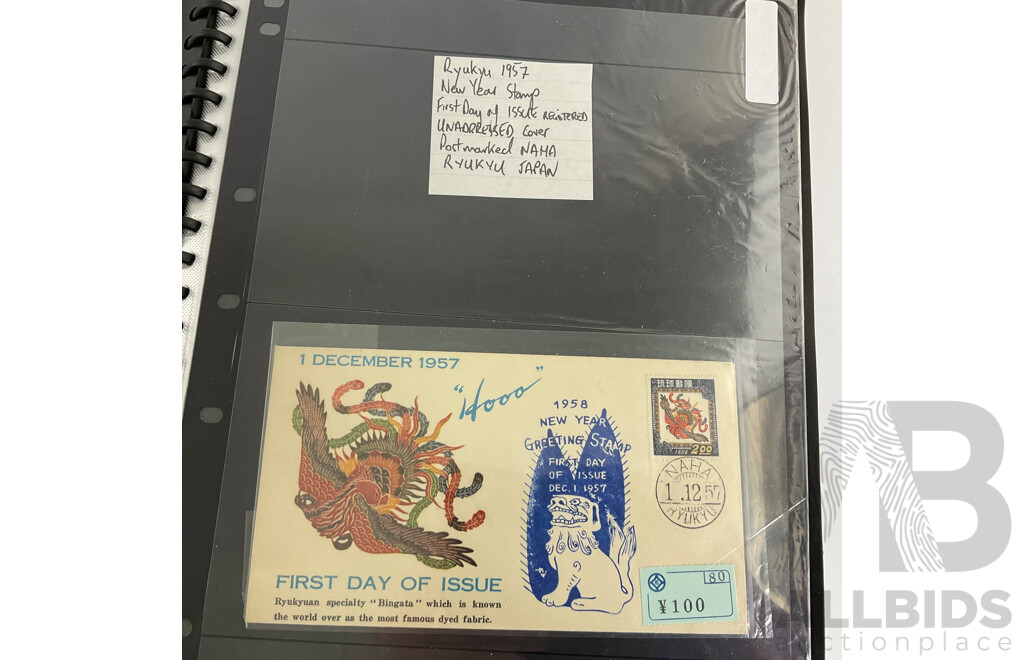 Ryukyu 1957
New Year Stamp
First Day of ISSUE REGISTERED
UNADRRESSED Cover
Postmarked NAHA
RYUKYU JAPAN
1 DECEMBER 1957
"Hooo"
1958
NEW YEAR
GREETING STAMP
FIRST DAY
OF ISSUE
DEC. 1. 1957
琉球郵便
1958
2.00
NAHA
1.12.57
RYUKYU
80
¥100
FIRST DAY OF ISSUE
Ryukyuan specialty "Bingata" which is known
the world over as the most famous dyed fabric.
AB
ALLBIDS
auctionplace